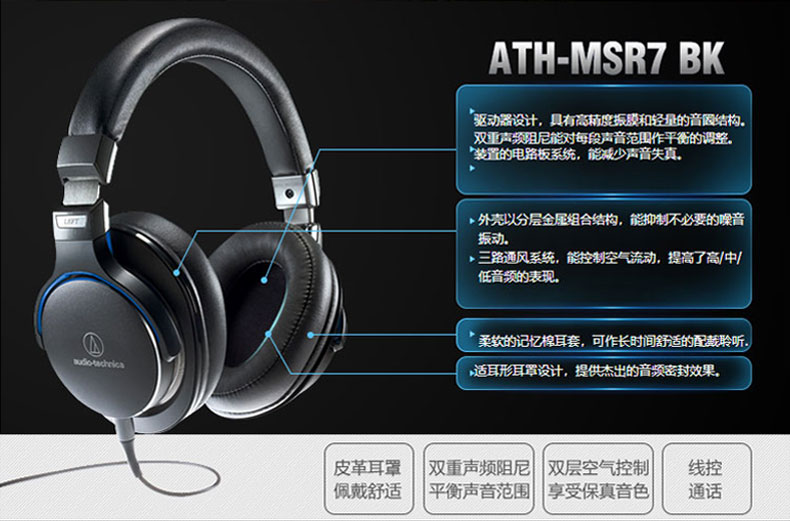 ATH-MSR7 BK
驱动器设计，具有高精度振膜和轻量的音圈结构。
双重声频阻尼能对每段声音范围作平衡的调整。
装置的电路板系统，能减少声音失真。
外壳以分层金属组合结构，能抑制不必要的噪音
振动。
三路通风系统，能控制空气流动，提高了高/中/
低音频的表现。
柔软的记忆棉耳套，可作长时间舒适的配戴聆听.
适耳形耳罩设计，提供杰出的音频密封效果。
LEFT
audio-technica
皮革耳罩
佩戴舒适
双重声频阻尼
平衡声音范围
双层空气控制
享受保真音色
线控
通话